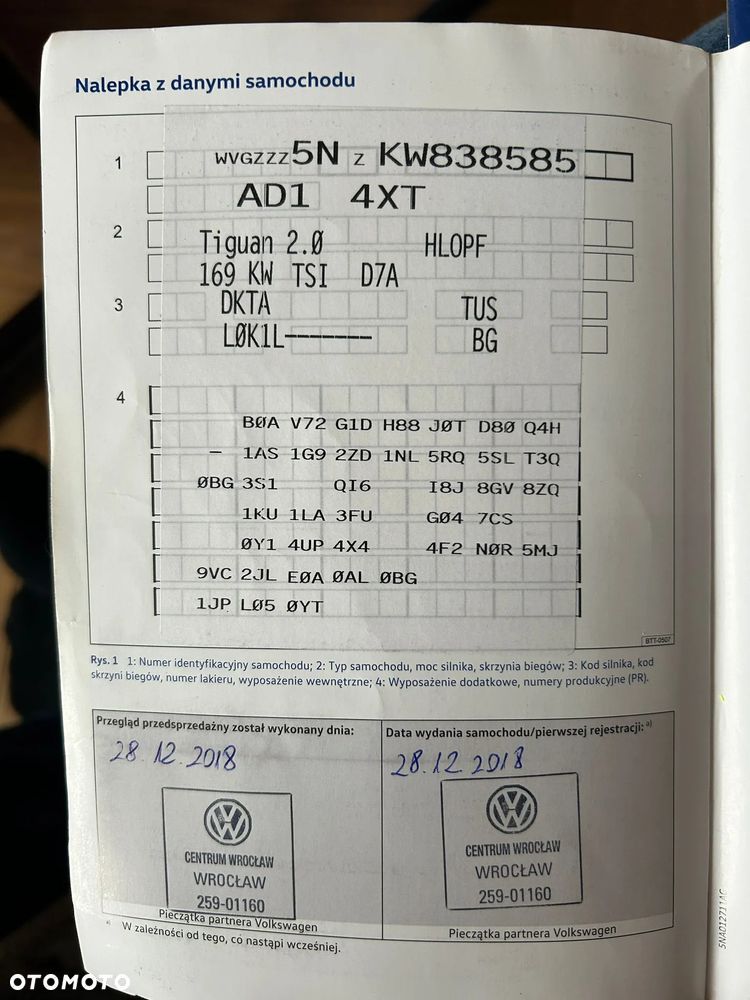 Nalepka z danymi samochodu
1 WVGZZZ5N Z KW838585
AD1 4XT
2 Tiguan 2.0 HLOPF
169 KW TSI D7A
3 DKTA TUS
L0K1L------- BG
4
B0A V72 G1D H88 J0T D80 Q4H
– 1AS 1G9 2ZD 1NL 5RQ 5SL T3Q
0BG 3S1 QI6 I8J 8GV 8ZQ
1KU 1LA 3FU G04 7CS
0Y1 4UP 4X4 4F2 N0R 5MJ
9VC 2JL E0A 0AL 0BG
1JP L05 0YT
BTT-0507
Rys. 1 1: Numer identyfikacyjny samochodu; 2: Typ samochodu, moc silnika, skrzynia biegów; 3: Kod silnika, kod
skrzyni biegów, numer lakieru, wyposażenie wewnętrzne; 4: Wyposażenie dodatkowe, numery produkcyjne (PR).
Przegląd przedsprzedażny został wykonany dnia:
28.12.2018
CENTRUM WROCŁAW
WROCŁAW
259-01160
Pieczątka partnera Volkswagen
Data wydania samochodu/pierwszej rejestracji: a)
28.12.2018
CENTRUM WROCŁAW
WROCŁAW
259-01160
Pieczątka partnera Volkswagen
W zależności od tego, co nastąpi wcześniej.
5NA012711AC
OTOMOTO